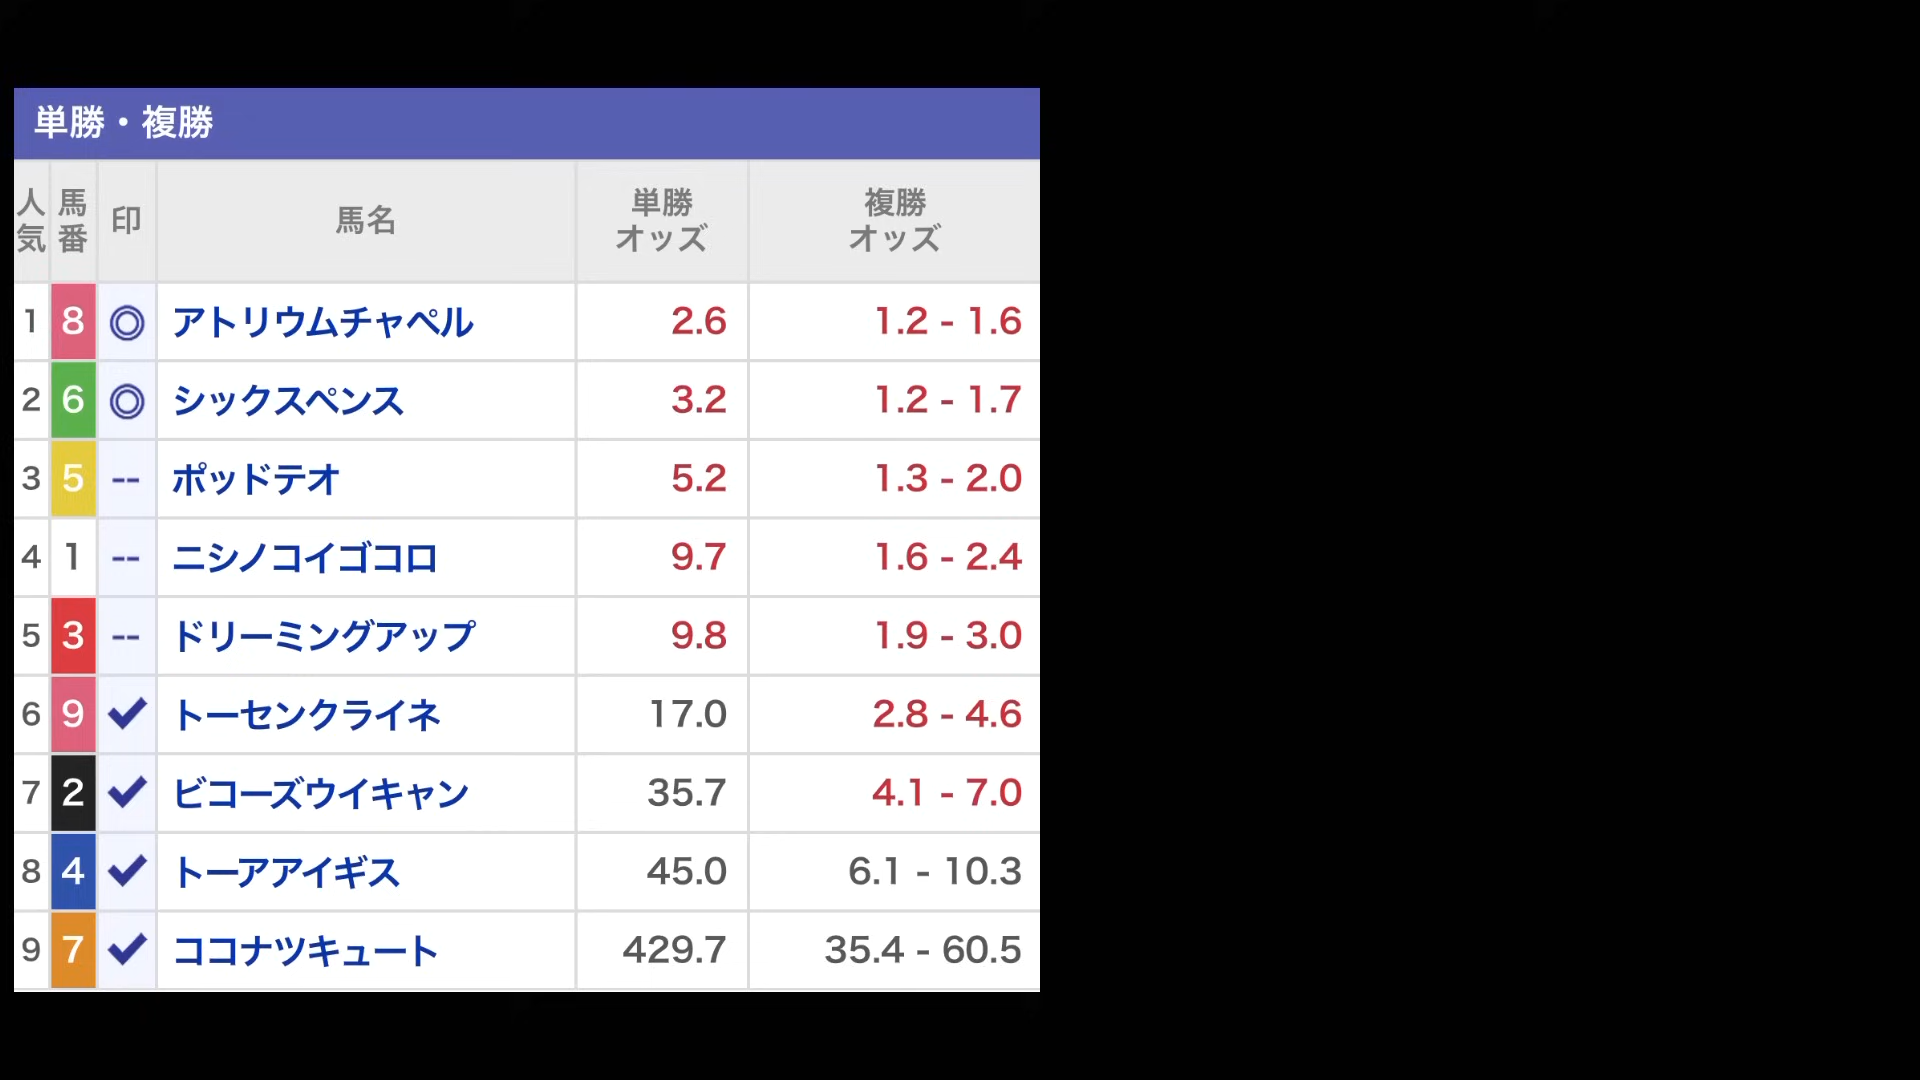 単勝・複勝
人気 馬番 印 馬名 単勝オッズ 複勝オッズ
1 8 ◎ アトリウムチャペル 2.6 1.2 - 1.6
2 6 ◎ シックスペンス 3.2 1.2 - 1.7
3 5 -- ポッドテオ 5.2 1.3 - 2.0
4 1 -- ニシノコイゴコロ 9.7 1.6 - 2.4
5 3 -- ドリーミングアップ 9.8 1.9 - 3.0
6 9 ✔ トーセンクライネ 17.0 2.8 - 4.6
7 2 ✔ ビコーズウイキャン 35.7 4.1 - 7.0
8 4 ✔ トーアアイギス 45.0 6.1 - 10.3
9 7 ✔ ココナツキュート 429.7 35.4 - 60.5